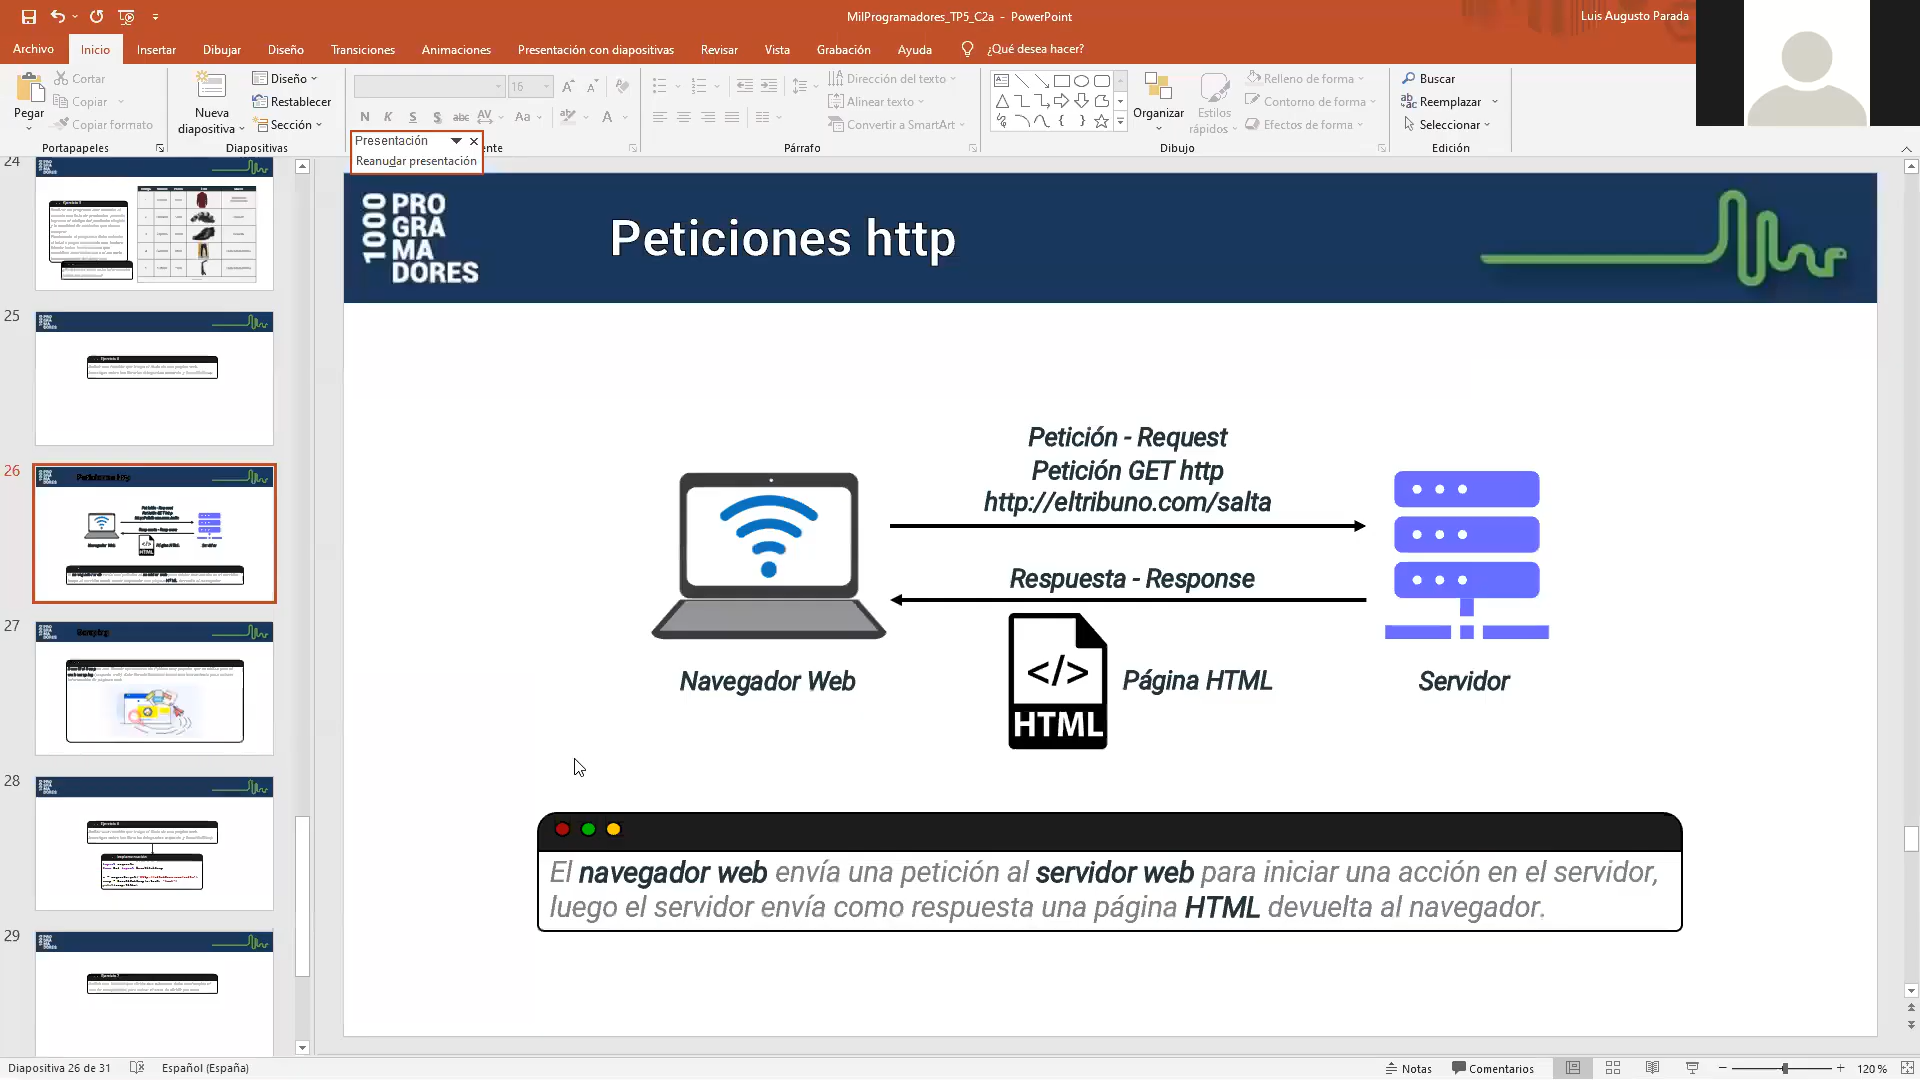 MilProgramadores_TP5_C2a - PowerPoint
Luis Augusto Parada
Archivo Inicio Insertar Dibujar Diseño Transiciones Animaciones Presentación con diapositivas Revisar Vista Grabación Ayuda ¿Qué desea hacer?
Pegar
Cortar
Copiar
Copiar formato
Portapapeles
Nueva diapositiva
Diseño
Restablecer
Sección
Diapositivas
16
N K S S abc AV Aa A
Presentación
Reanudar presentación
ente
Dirección del texto
Alinear texto
Convertir a SmartArt
Párrafo
Organizar
Estilos rápidos
Relleno de forma
Contorno de forma
Efectos de forma
Dibujo
Buscar
Reemplazar
Seleccionar
Edición
24
25
26
27
28
29
1000
PRO
GRA
MA
DORES
Peticiones http
Petición - Request
Petición GET http
http://eltribuno.com/salta
Respuesta - Response
</>
HTML
Página HTML
Navegador Web
Servidor
El navegador web envía una petición al servidor web para iniciar una acción en el servidor,
luego el servidor envía como respuesta una página HTML devuelta al navegador.
Diapositiva 26 de 31
Español (España)
Notas
Comentarios
120 %